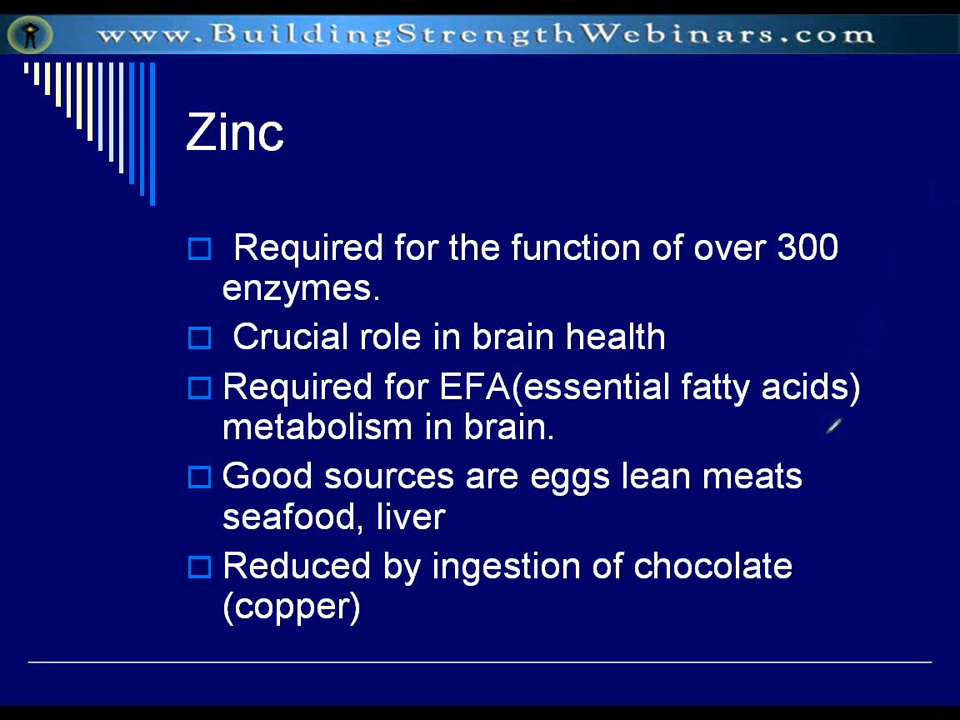 www.BuildingStrengthWebinars.com
Zinc
Required for the function of over 300
enzymes.
Crucial role in brain health
Required for EFA(essential fatty acids)
metabolism in brain.
Good sources are eggs lean meats
seafood, liver
Reduced by ingestion of chocolate
(copper)